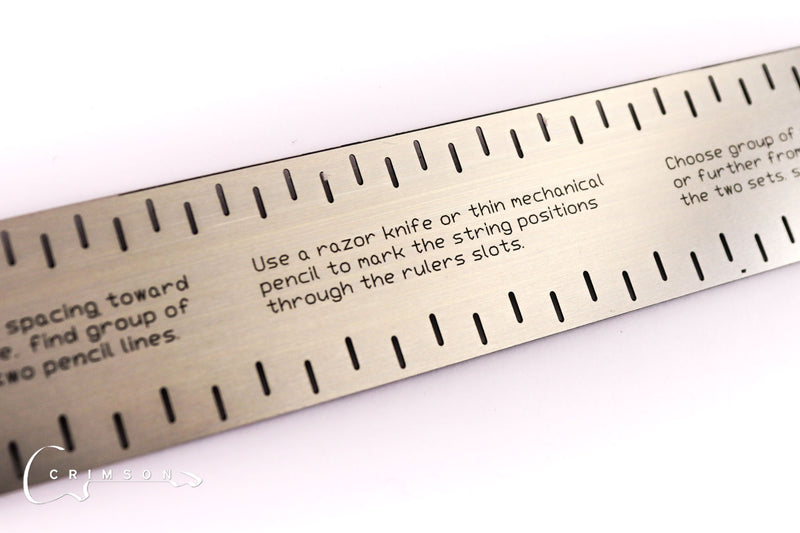 spacing toward
e. find group of
two pencil lines.
Use a razor knife or thin mechanical
pencil to mark the string positions
through the rulers slots.
Choose group of
or further from
the two sets. s
CRIMSON